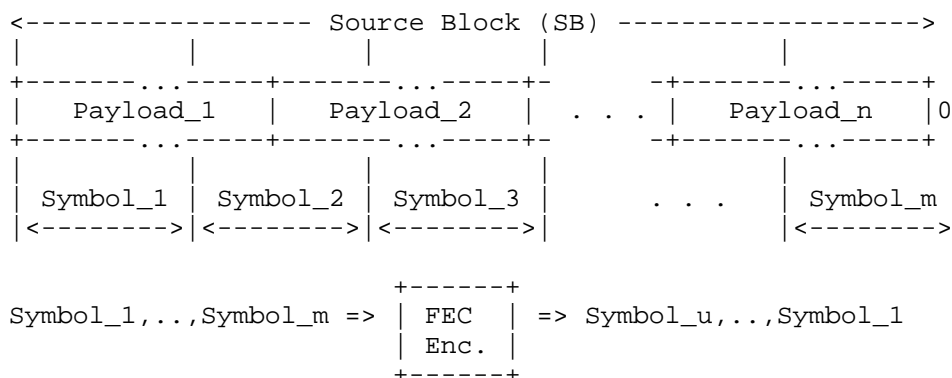 <------------------ Source Block (SB) ------------------->
|          |          |          |              |
+-------...-----+-------...-----+-      -+-------...-----+
|   Payload_1   |   Payload_2   |  . . . |   Payload_n   |0
+-------...-----+-------...-----+-      -+-------...-----+
|          |          |          |              |
| Symbol_1 | Symbol_2 | Symbol_3 |      . . .   | Symbol_m
|<-------->|<-------->|<-------->|              |<-------->
+------+
Symbol_1,..,Symbol_m => | FEC  | => Symbol_u,..,Symbol_1
| Enc. |
+------+